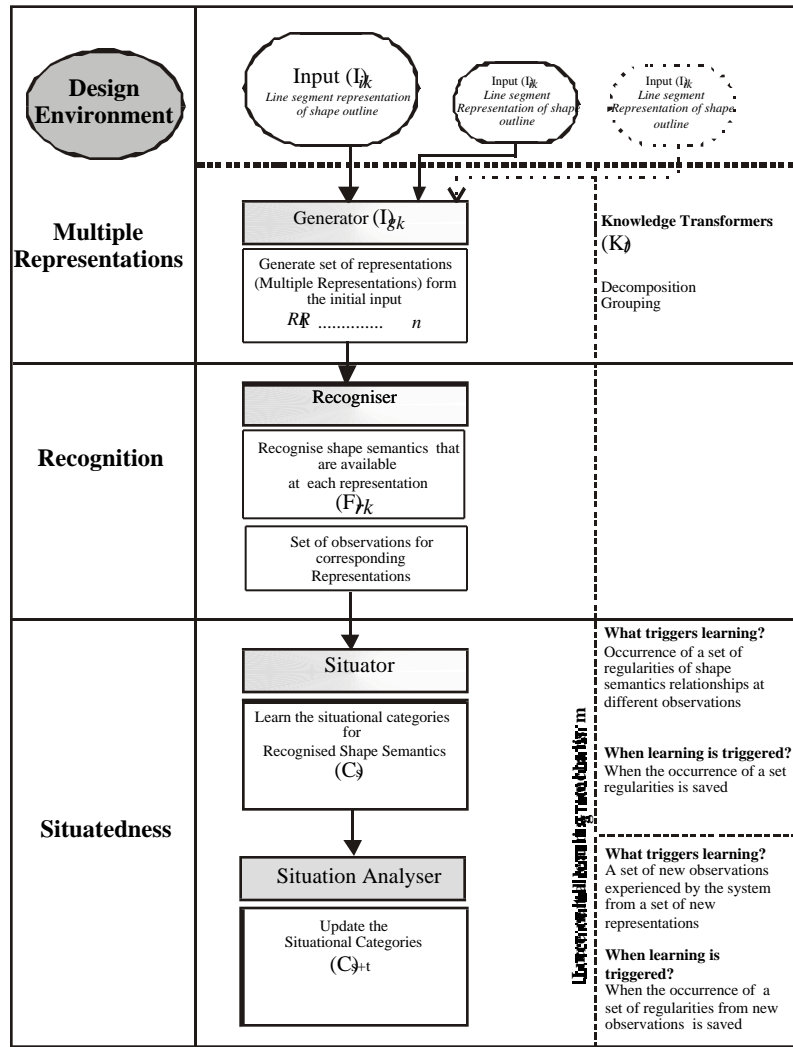 Design
Environment
Input (I)ik
Line segment representation
of shape outline
Input (I)ik
Line segment
Representation of shape
outline
Input (I)ik
Line segment
Representation of shape
outline
Multiple
Representations
Generator (I)gk
Generate set of representations
(Multiple Representations) form
the initial input
.............. n
Knowledge Transformers
(K)t
Decomposition
Grouping
Recognition
Recogniser
Recognise shape semantics that
are available
at each representation
(F)rk
Set of observations for
corresponding
Representations
Situatedness
Situator
Learn the situational categories
for
Recognised Shape Semantics
(C)s
Situation Analyser
Update the
Situational Categories
(C)s+t
What triggers learning?
Occurrence of a set of
regularities of shape
semantics relationships at
different observations
When learning is triggered?
When the occurrence of a set
regularities is saved
What triggers learning?
A set of new observations
experienced by the system
from a set of new
representations
When learning is
triggered?
When the occurrence of a
set of regularities from new
observations is saved